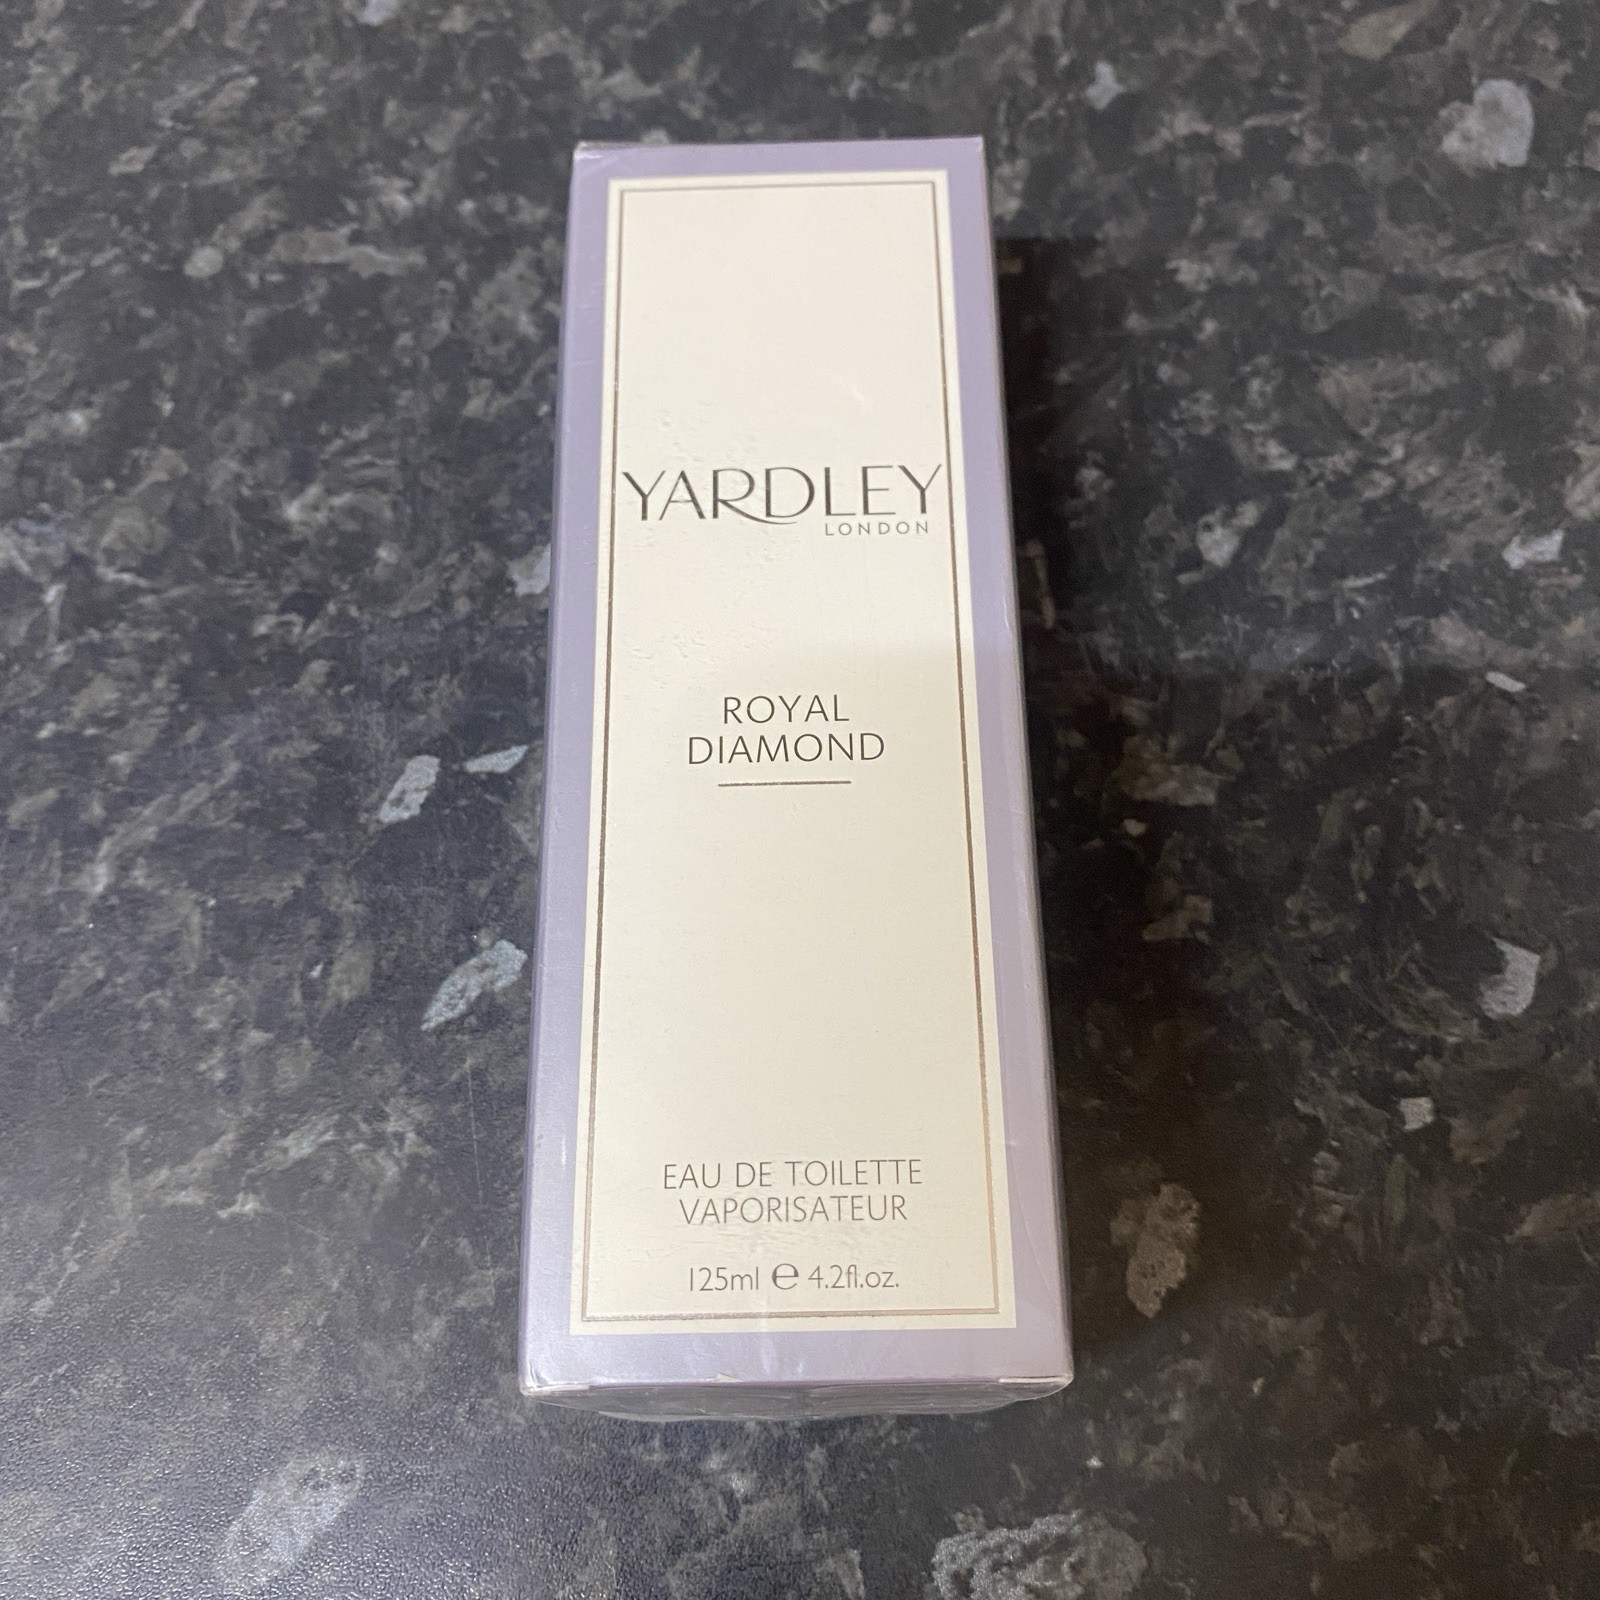 YARDLEY
LONDON
ROYAL
DIAMOND
EAU DE TOILETTE
VAPORISATEUR
125ml ℮ 4.2fl.oz.